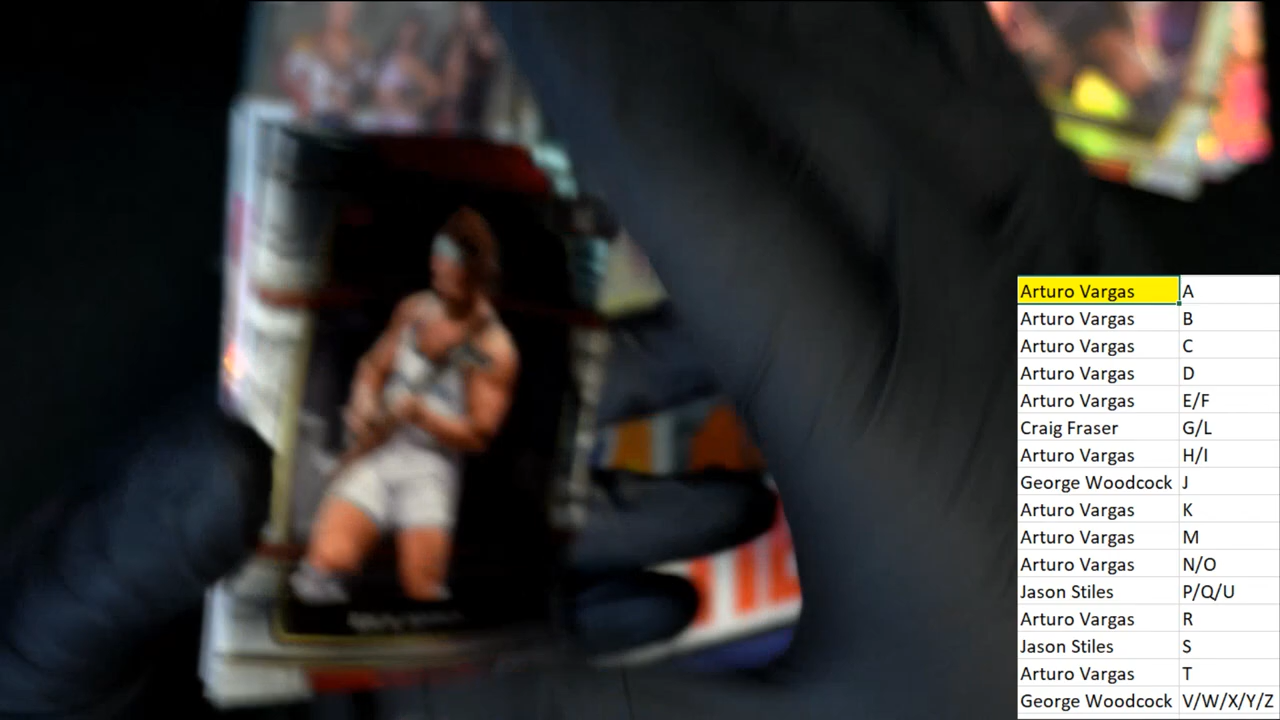 Arturo Vargas A
Arturo Vargas B
Arturo Vargas C
Arturo Vargas D
Arturo Vargas E/F
Craig Fraser G/L
Arturo Vargas H/I
George Woodcock J
Arturo Vargas K
Arturo Vargas M
Arturo Vargas N/O
Jason Stiles P/Q/U
Arturo Vargas R
Jason Stiles S
Arturo Vargas T
George Woodcock V/W/X/Y/Z